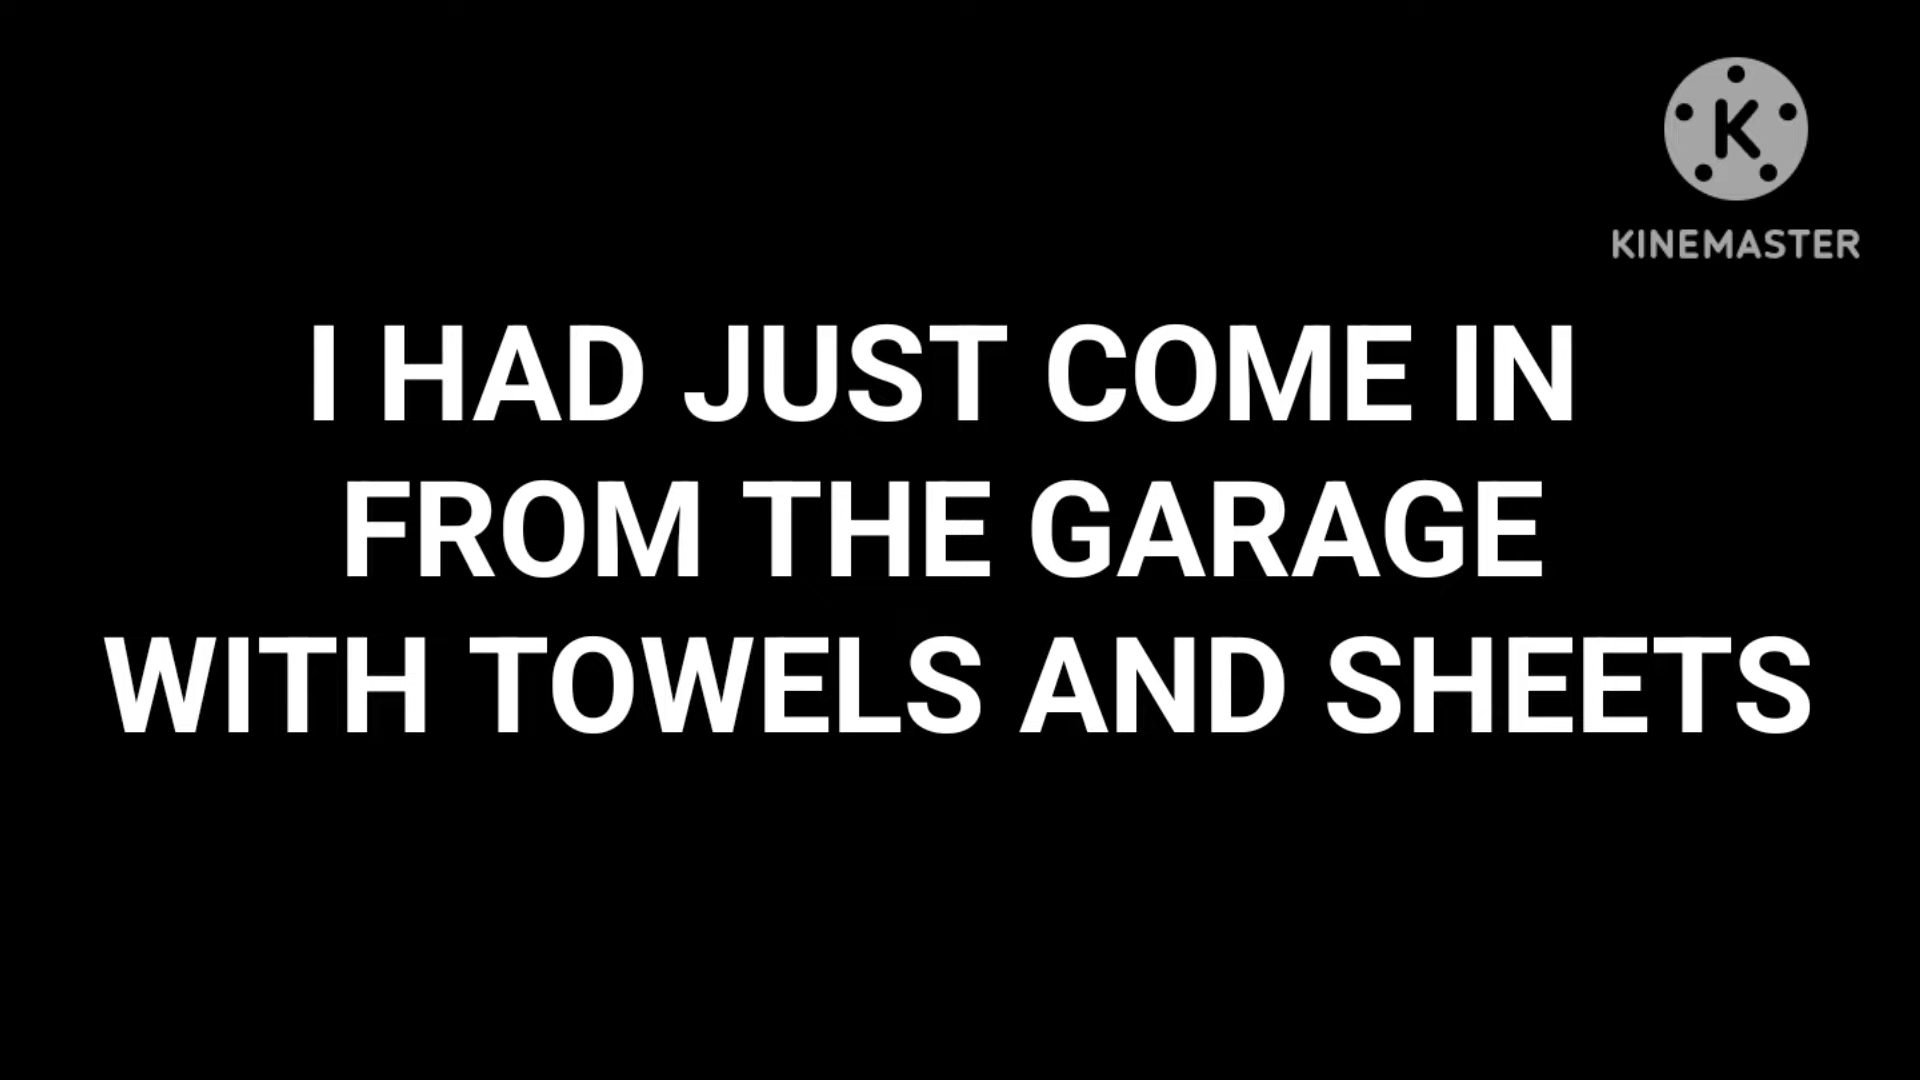 K
KINEMASTER
I HAD JUST COME IN
FROM THE GARAGE
WITH TOWELS AND SHEETS